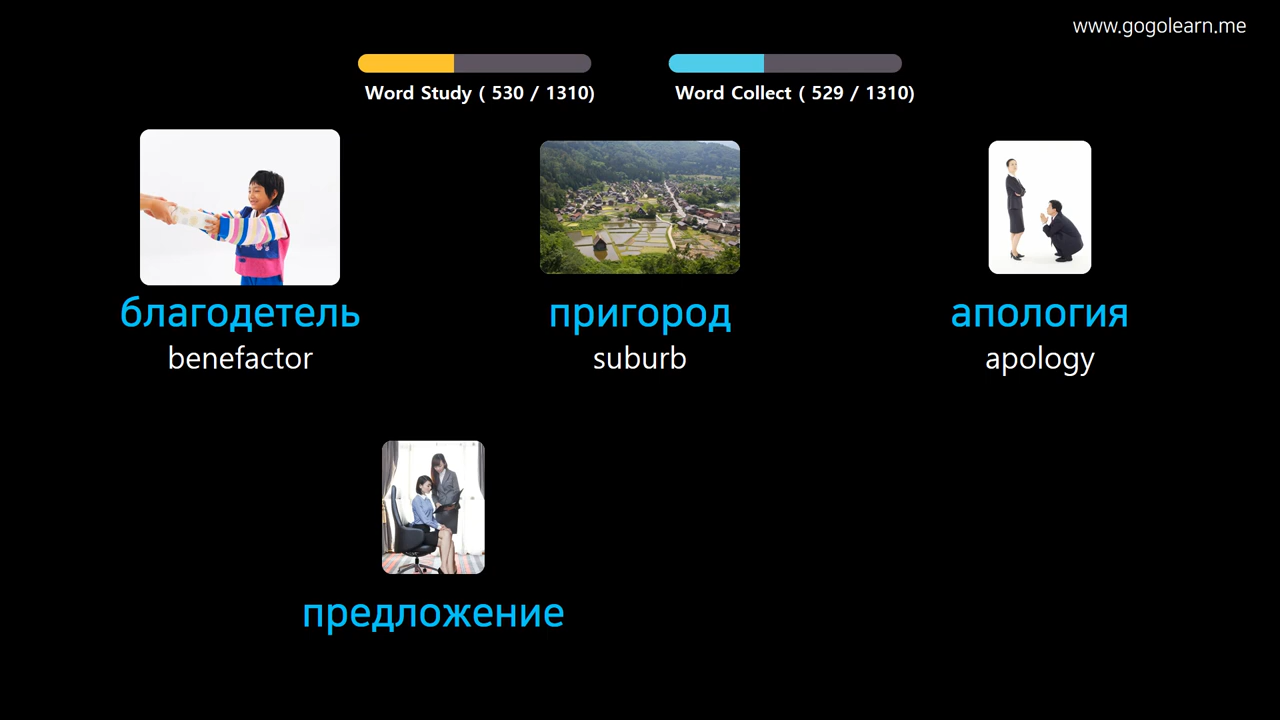 www.gogolearn.me
Word Study ( 530 / 1310)
Word Collect ( 529 / 1310)
благодетель
benefactor
пригород
suburb
апология
apology
предложение